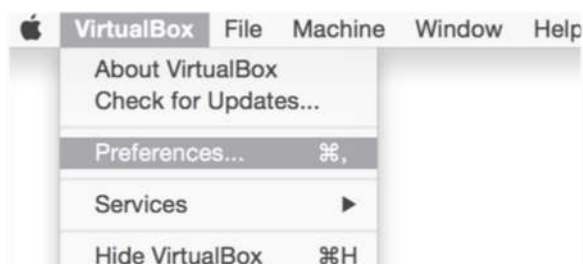 VirtualBox File Machine Window Help
About VirtualBox
Check for Updates...
Preferences... ⌘,
Services ▶
Hide VirtualBox ⌘H